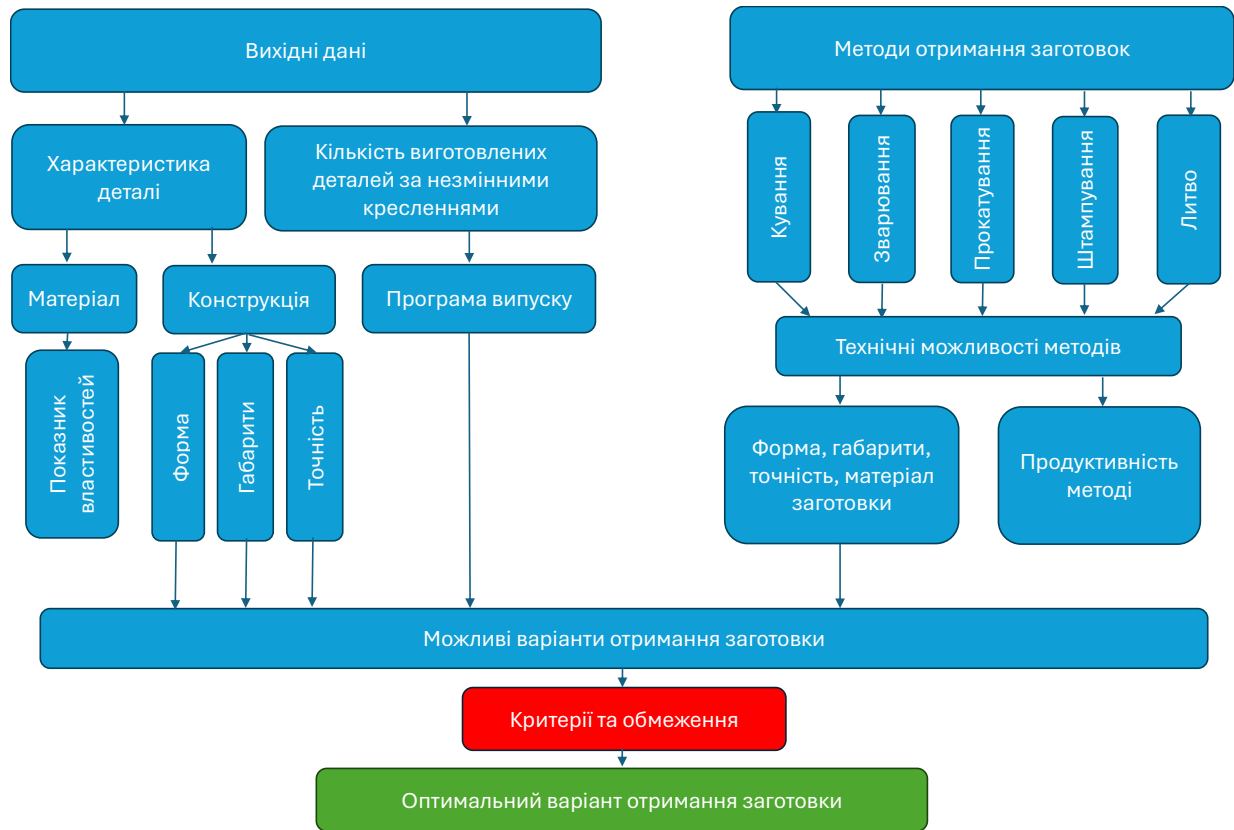 Вихідні дані
Методи отримання заготовок
Характеристика
деталі
Кількість виготовлених
деталей за незмінними
кресленнями
Кування
Зварювання
Прокатування
Штампування
Литво
Матеріал
Конструкція
Програма випуску
Технічні можливості методів
Показник
властивостей
Форма
Габарити
Точність
Форма, габарити,
точність, матеріал
заготовки
Продуктивність
методі
Можливі варіант отримання заготовки
Критерії та обмеження
Оптимальний варіант отримання заготовки